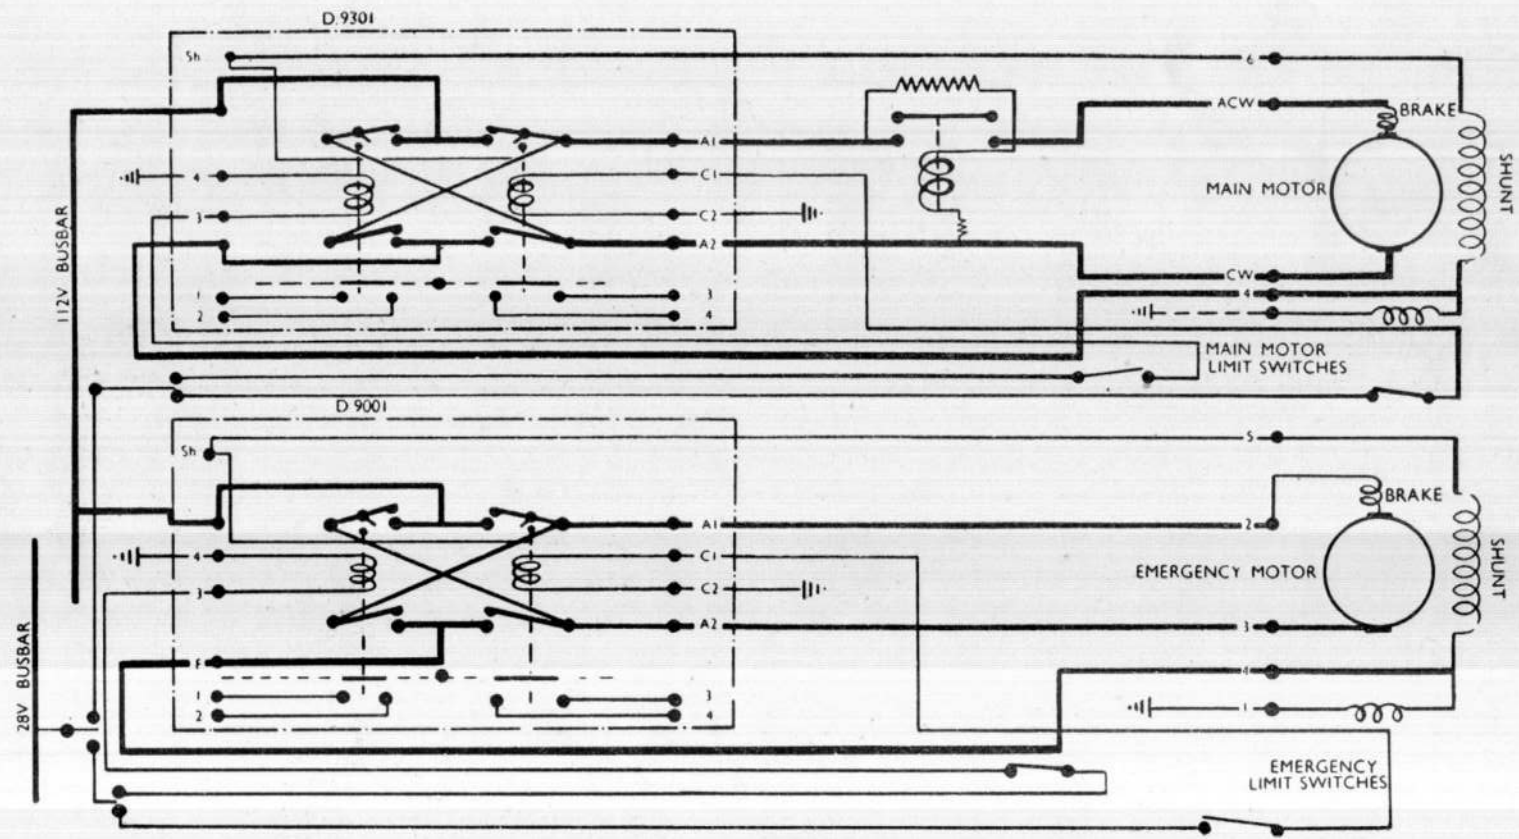 D.9301
Sh
6
ACW
BRAKE
A1
4
C1
MAIN MOTOR
SHUNT
3
C2
A2
112V BUSBAR
CW
4
1
3
2
4
MAIN MOTOR
LIMIT SWITCHES
D 9001
Sh
5
BRAKE
A1
2
4
C1
EMERGENCY MOTOR
SHUNT
3
C2
A2
3
28V BUSBAR
F
4
1
3
2
4
1
EMERGENCY
LIMIT SWITCHES